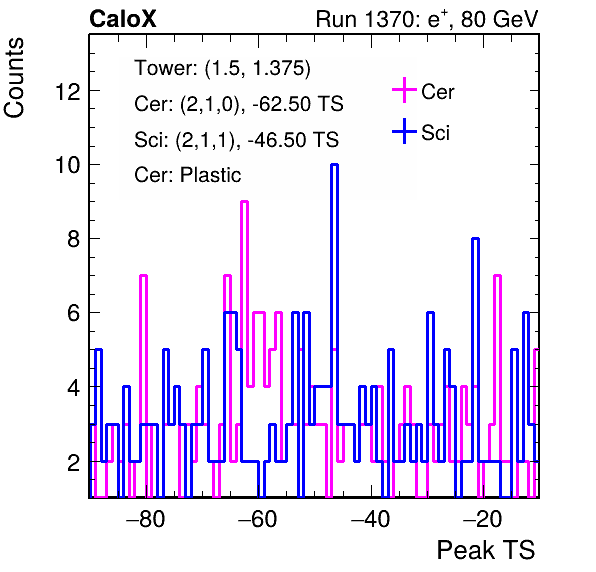 CaloX
Run 1370: e⁺, 80 GeV
Counts
Tower: (1.5, 1.375)
Cer: (2,1,0), -62.50 TS
Sci: (2,1,1), -46.50 TS
Cer: Plastic
Cer
Sci
12
10
8
6
4
2
−80 −60 −40 −20
Peak TS